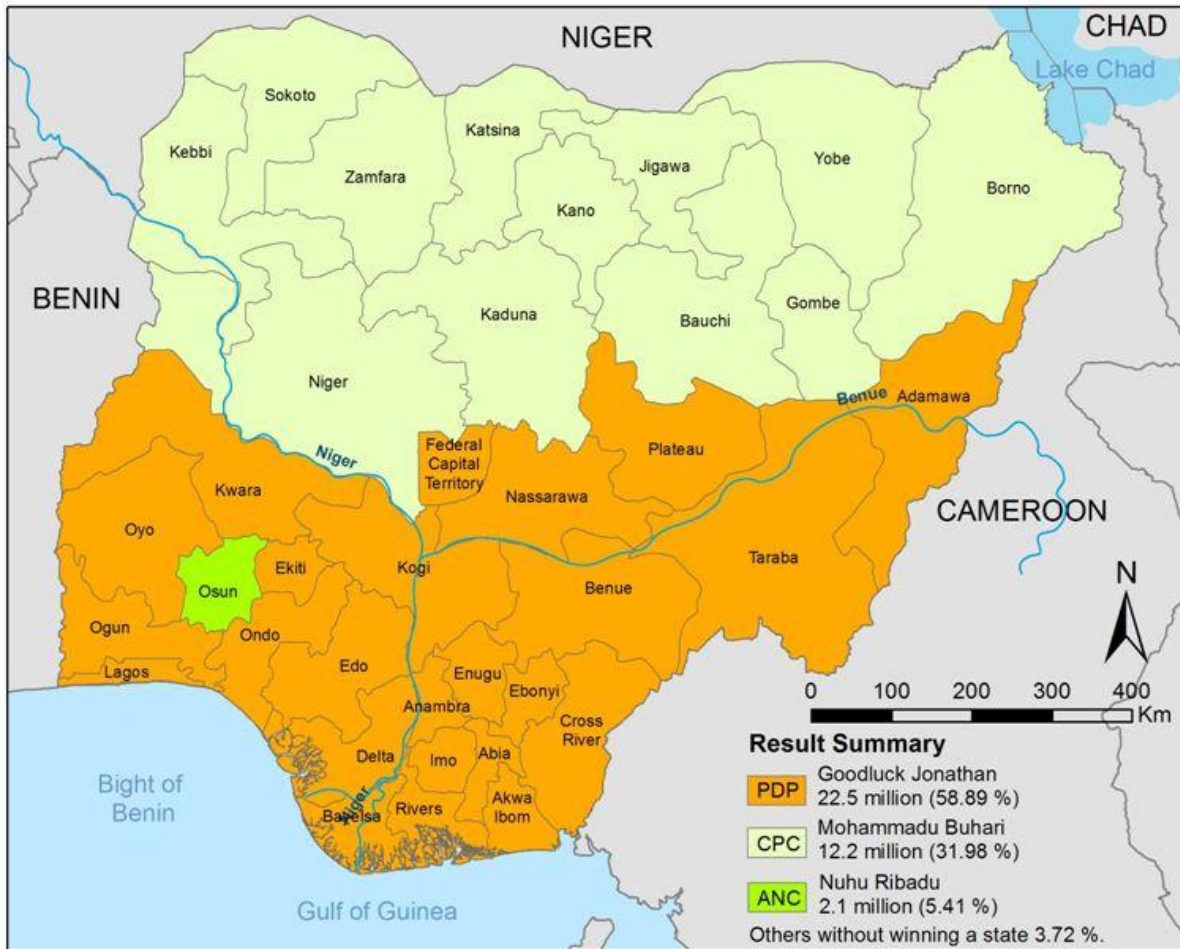 NIGER
CHAD
Lake Chad
Sokoto
Katsina
Kebbi
Zamfara
Jigawa
Yobe
Borno
Kano
BENIN
Kaduna
Bauchi
Gombe
Niger
Benue
Adamawa
Niger
Federal
Capital
Territory
Plateau
Kwara
Nassarawa
CAMEROON
Oyo
Taraba
Ekiti
Kogi
Osun
Benue
N
Ogun
Ondo
Edo
Lagos
Enugu
Ebonyi
Anambra
Cross
River
0 100 200 300 400
Km
Delta
Imo
Abia
Bight of
Benin
Niger
Bayelsa
Rivers
Akwa
Ibom
Gulf of Guinea
Result Summary
PDP
Goodluck Jonathan
22.5 million (58.89 %)
CPC
Mohammadu Buhari
12.2 million (31.98 %)
ANC
Nuhu Ribadu
2.1 million (5.41 %)
Others without winning a state 3.72 %.